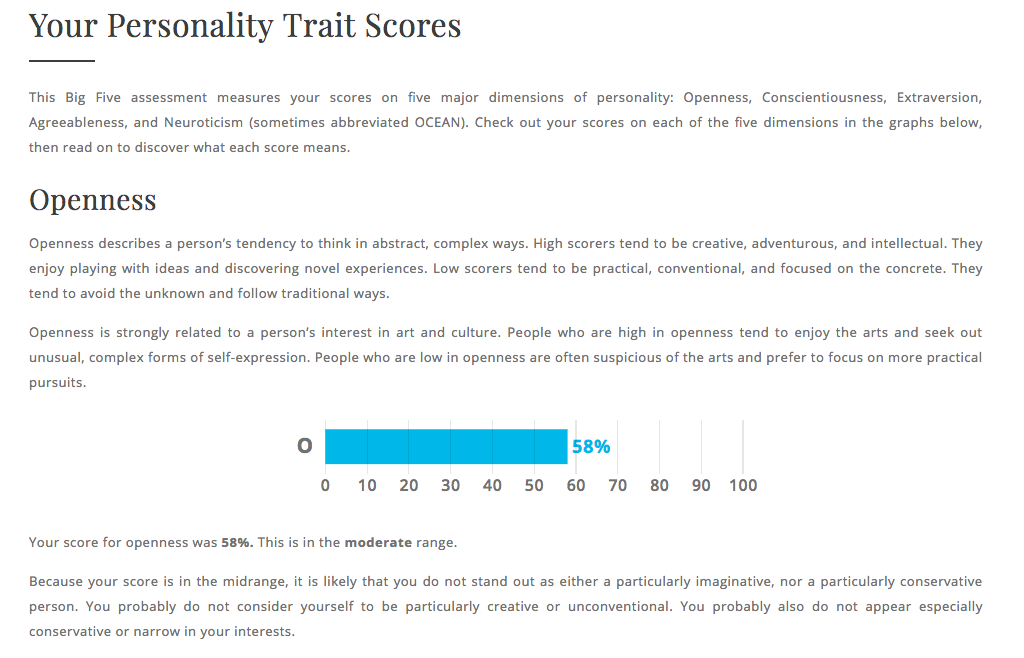 Your Personality Trait Scores
This Big Five assessment measures your scores on five major dimensions of personality: Openness, Conscientiousness, Extraversion,
Agreeableness, and Neuroticism (sometimes abbreviated OCEAN). Check out your scores on each of the five dimensions in the graphs below,
then read on to discover what each score means.
Openness
Openness describes a person’s tendency to think in abstract, complex ways. High scorers tend to be creative, adventurous, and intellectual. They
enjoy playing with ideas and discovering novel experiences. Low scorers tend to be practical, conventional, and focused on the concrete. They
tend to avoid the unknown and follow traditional ways.
Openness is strongly related to a person’s interest in art and culture. People who are high in openness tend to enjoy the arts and seek out
unusual, complex forms of self-expression. People who are low in openness are often suspicious of the arts and prefer to focus on more practical
pursuits.
O 58%
0 10 20 30 40 50 60 70 80 90 100
Your score for openness was 58%. This is in the moderate range.
Because your score is in the midrange, it is likely that you do not stand out as either a particularly imaginative, nor a particularly conservative
person. You probably do not consider yourself to be particularly creative or unconventional. You probably also do not appear especially
conservative or narrow in your interests.